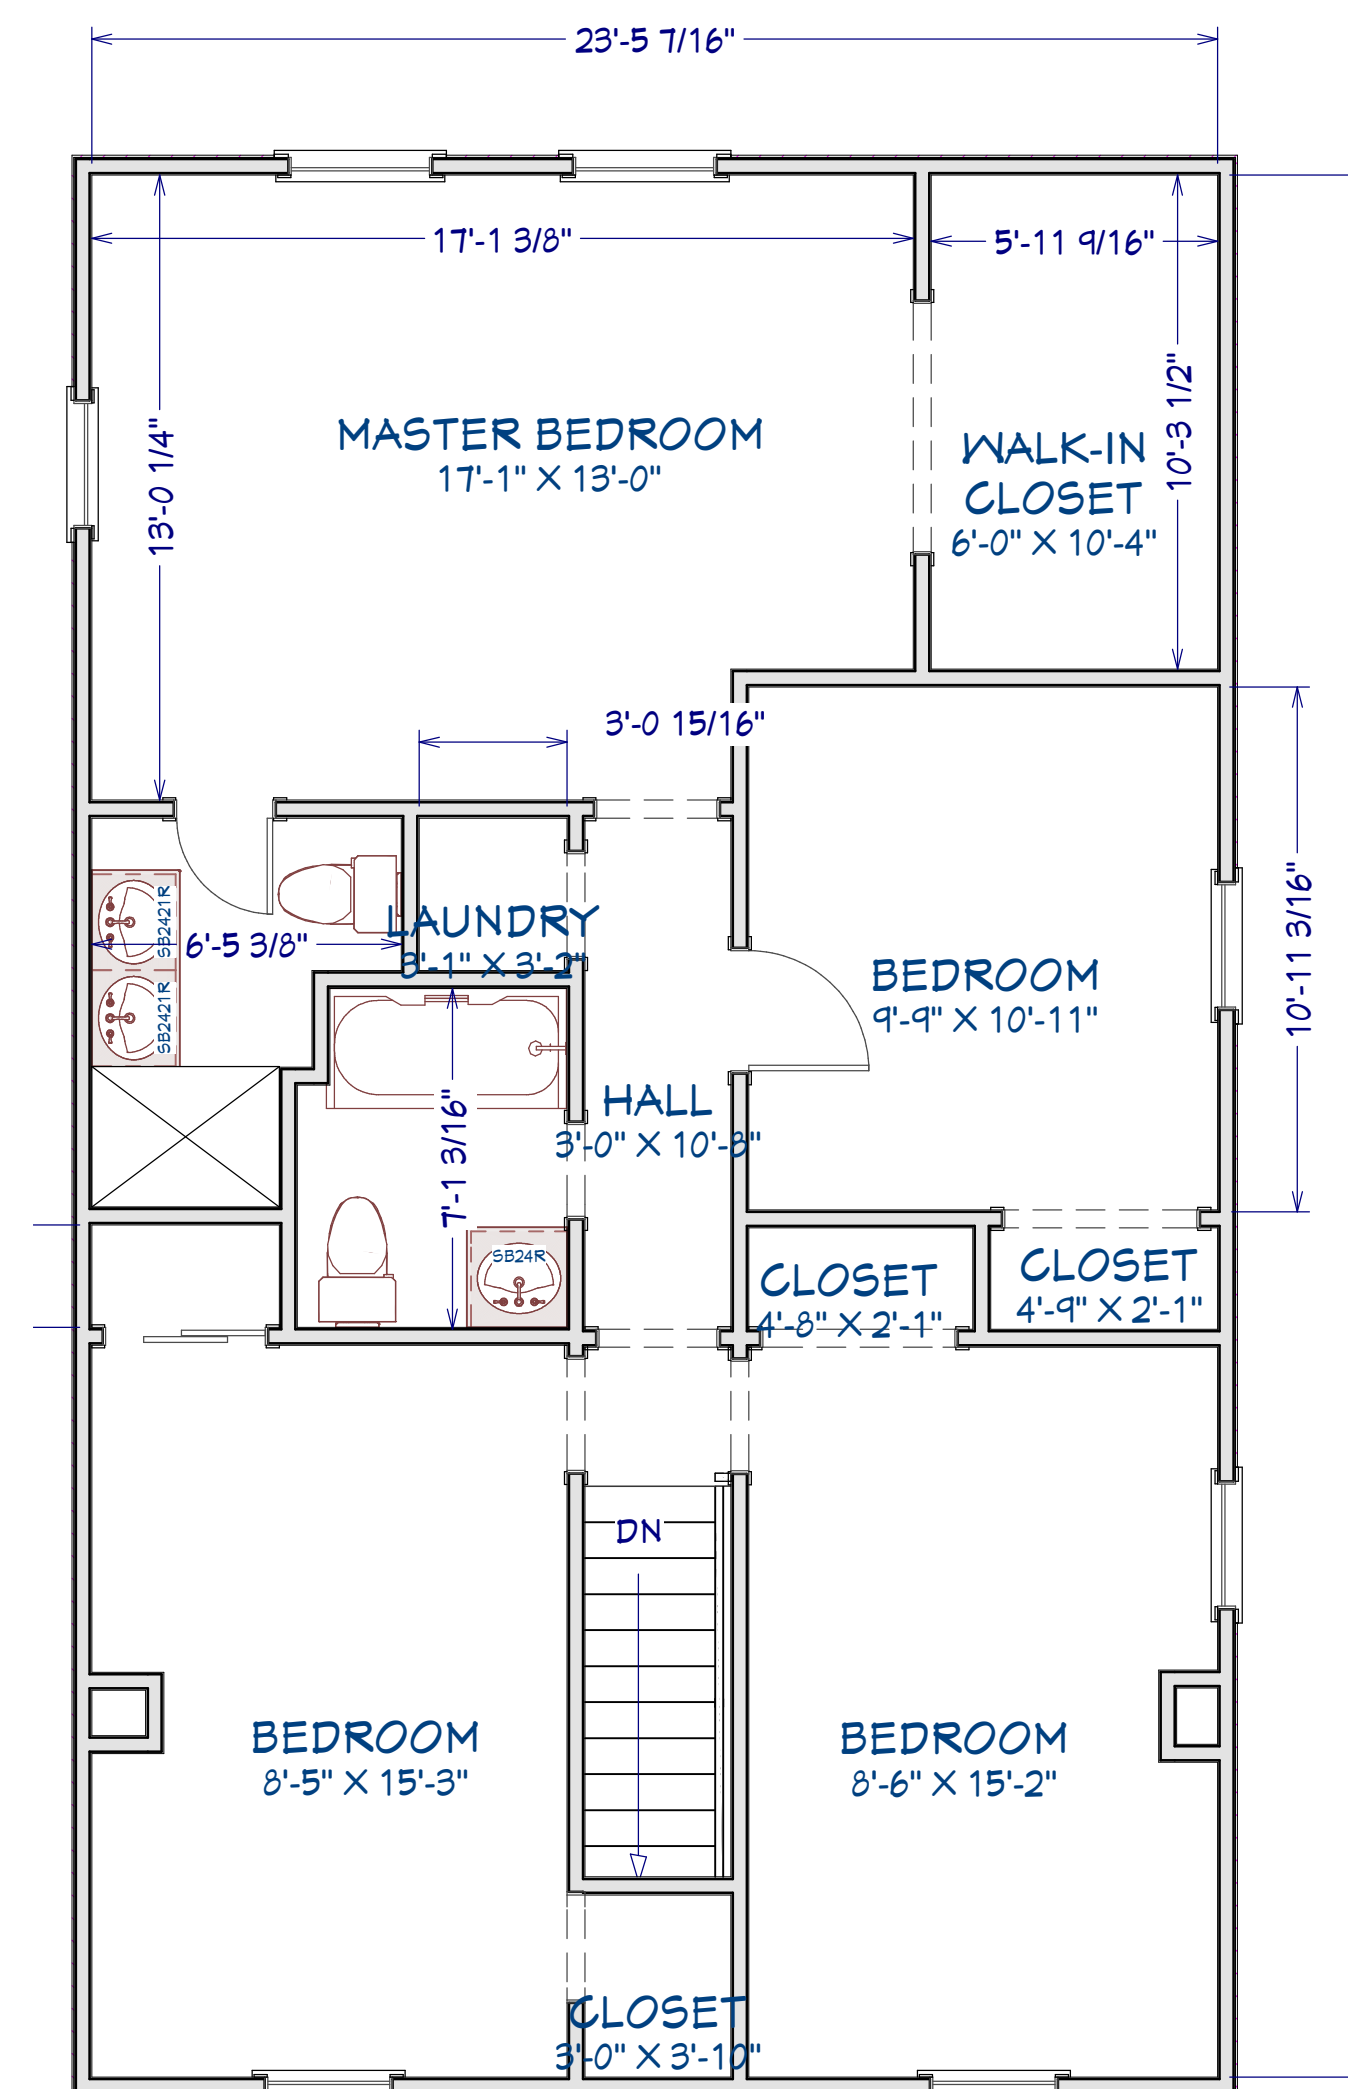 23'-5 7/16"
17'-1 3/8"
5'-11 9/16"
13'-0 1/4"
MASTER BEDROOM
17'-1" X 13'-0"
10'-3 1/2"
WALK-IN
CLOSET
6'-0" X 10'-4"
3'-0 15/16"
SB2421R
6'-5 3/8"
LAUNDRY
3'-1" X 3'-2"
SB2421R
BEDROOM
9'-9" X 10'-11"
10'-11 3/16"
HALL
3'-0" X 10'-8"
7'-1 3/16"
SB24R
CLOSET
4'-8" X 2'-1"
CLOSET
4'-9" X 2'-1"
DN
BEDROOM
8'-5" X 15'-3"
BEDROOM
8'-6" X 15'-2"
CLOSET
3'-0" X 3'-10"